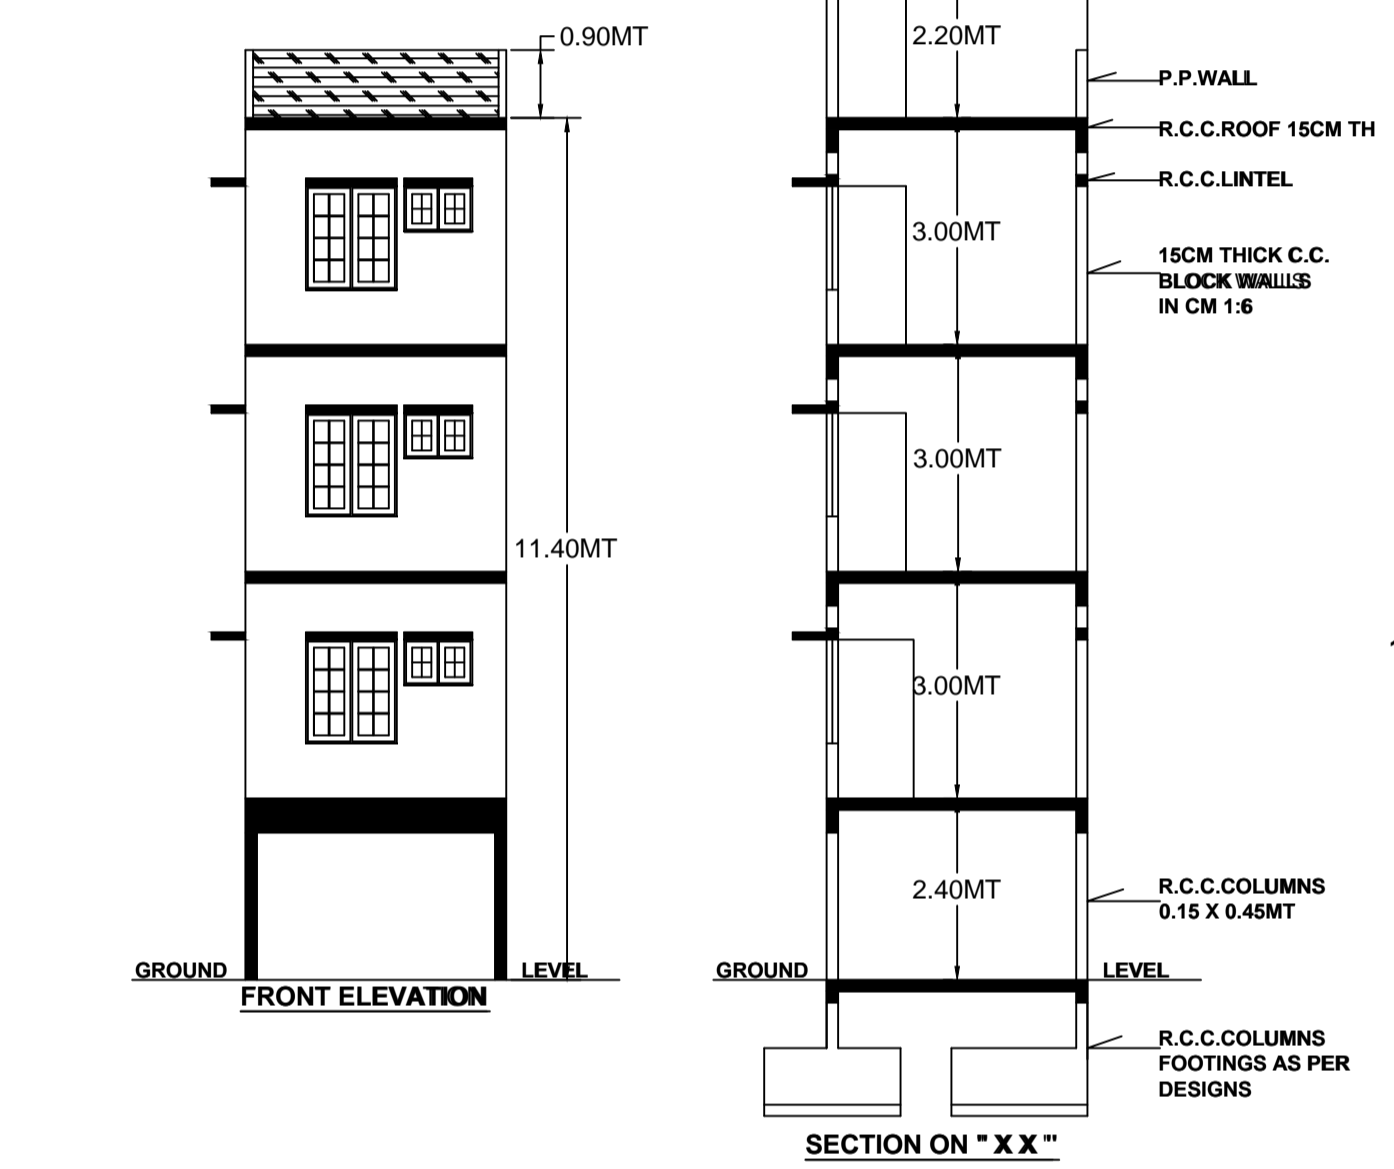 0.90MT
11.40MT
GROUND
LEVEL
FRONT ELEVATION
2.20MT
3.00MT
3.00MT
3.00MT
2.40MT
GROUND
LEVEL
P.P.WALL
R.C.C.ROOF 15CM TH
R.C.C.LINTEL
15CM THICK C.C.
BLOCK WALLS
IN CM 1:6
R.C.C.COLUMNS
0.15 X 0.45MT
R.C.C.COLUMNS
FOOTINGS AS PER
DESIGNS
SECTION ON " X X "